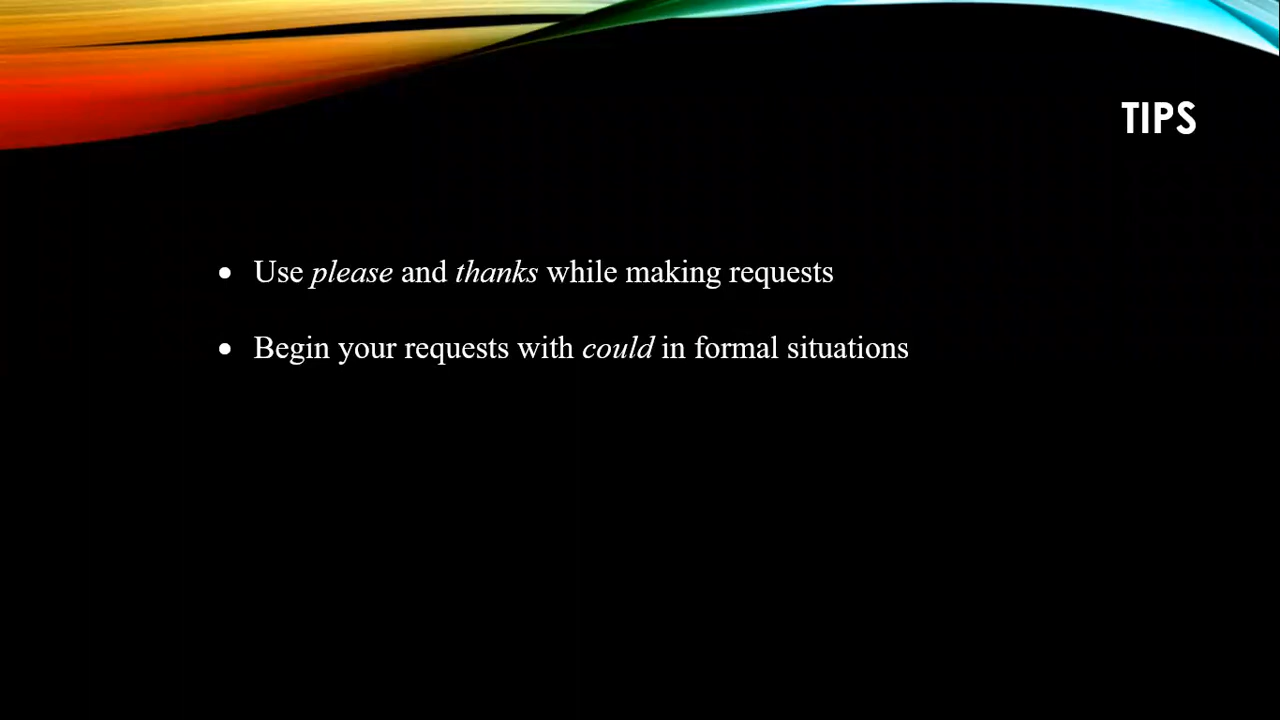 TIPS
• Use please and thanks while making requests
• Begin your requests with could in formal situations